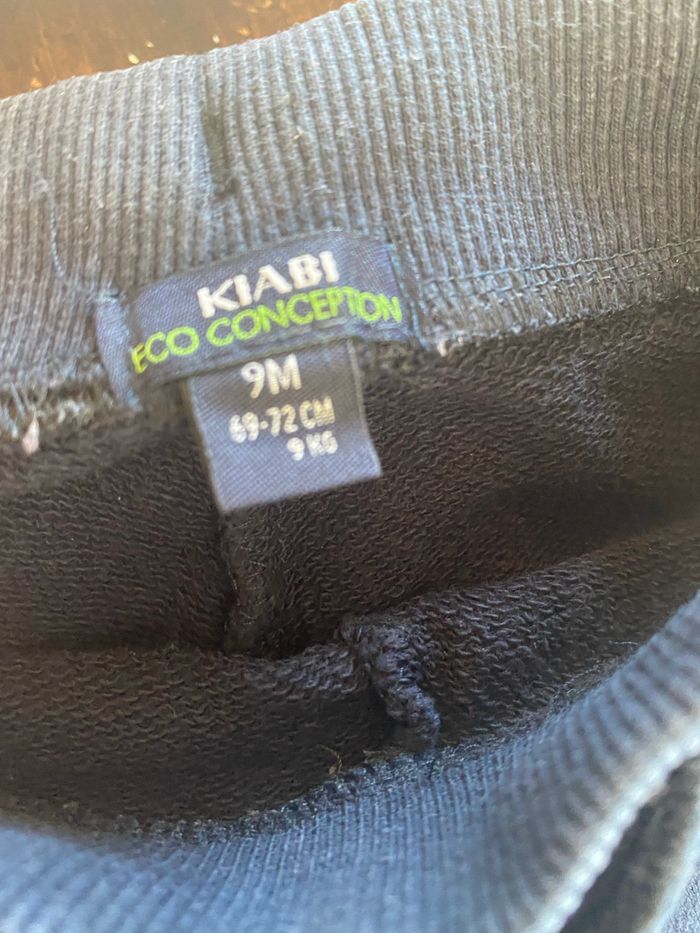 KIABI
ECO CONCEPTION
9M
69-72 CM
9 KG